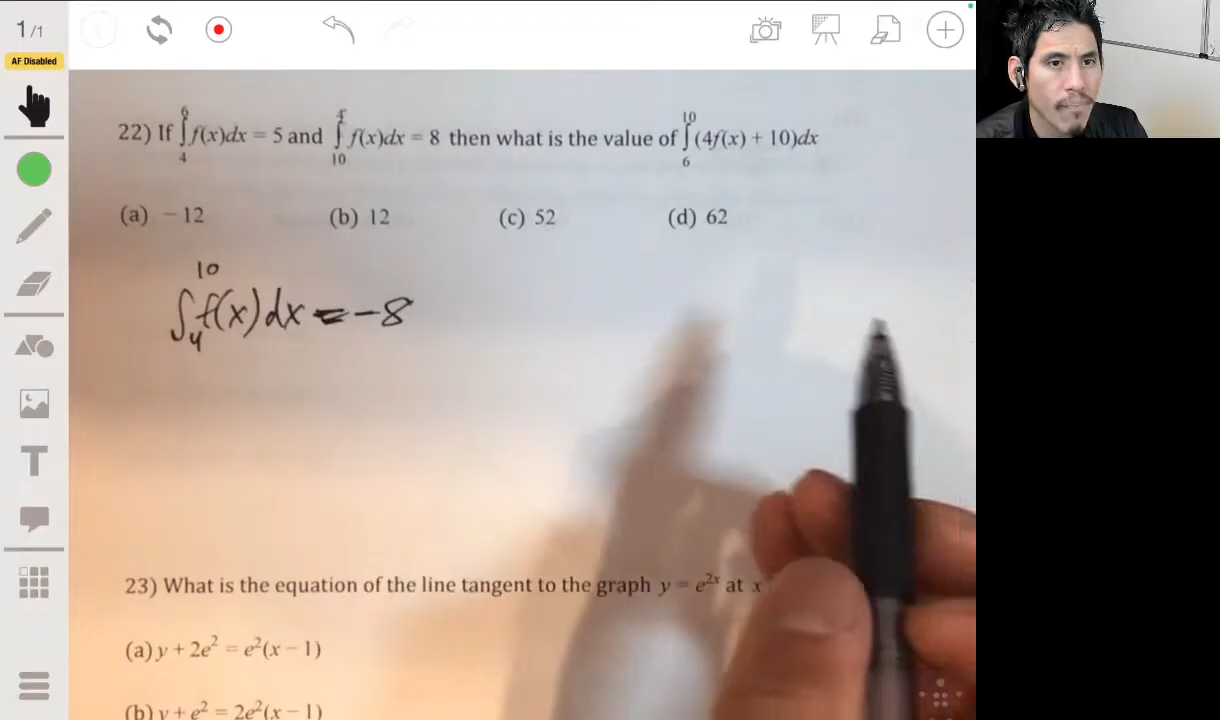 1/1
AF Disabled
22) If ∫₄⁶ f(x)dx = 5 and ∫₁₀⁴ f(x)dx = 8 then what is the value of ∫₆¹⁰ (4f(x) + 10)dx
(a) − 12 (b) 12 (c) 52 (d) 62
∫₄¹⁰ f(x)dx = −8
23) What is the equation of the line tangent to the graph y = e²ˣ at x
(a) y + 2e² = e²(x − 1)
(b) y + e² = 2e²(x − 1)
T